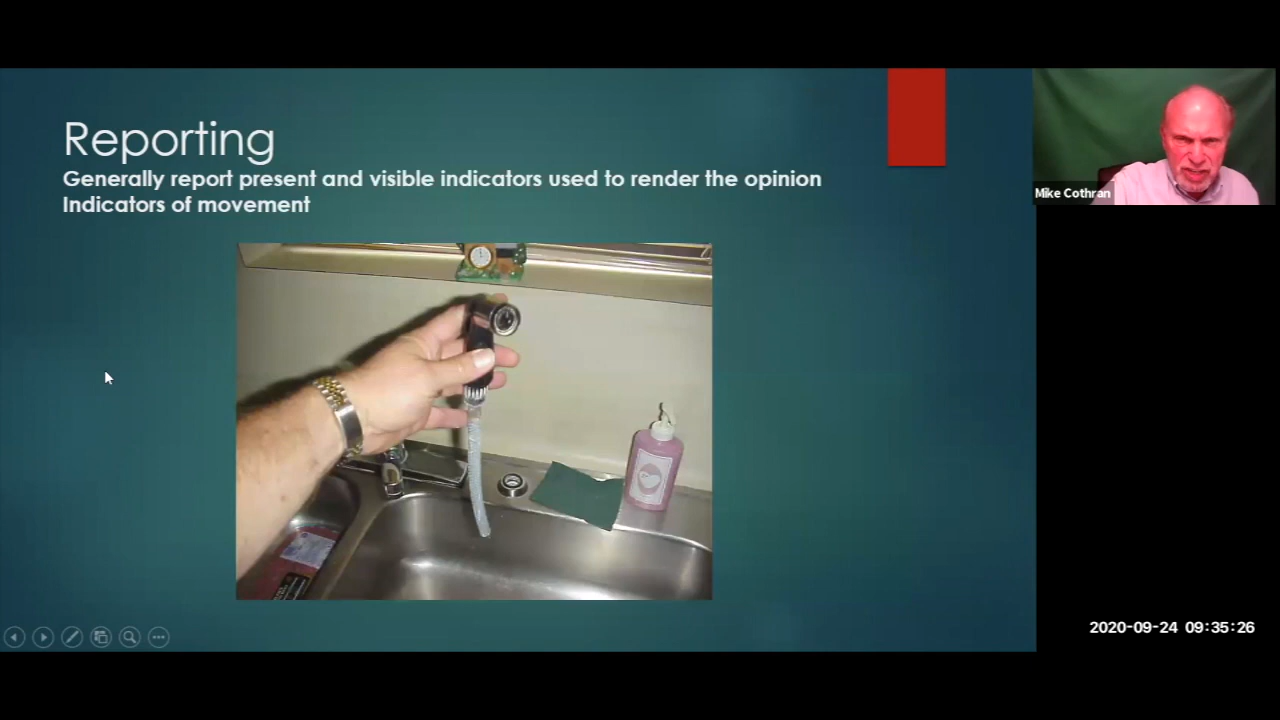 Reporting
Generally report present and visible indicators used to render the opinion
Indicators of movement
Mike Cothran
2020-09-24 09:35:26